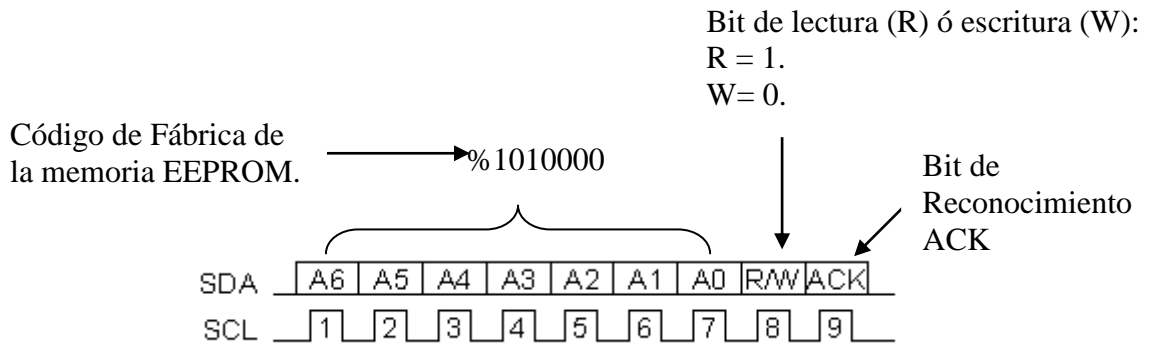 Bit de lectura (R) ó escritura (W):
R = 1.
W= 0.
Código de Fábrica de
la memoria EEPROM.
%1010000
Bit de
Reconocimiento
ACK
SDA A6 A5 A4 A3 A2 A1 A0 R/W ACK
SCL 1 2 3 4 5 6 7 8 9